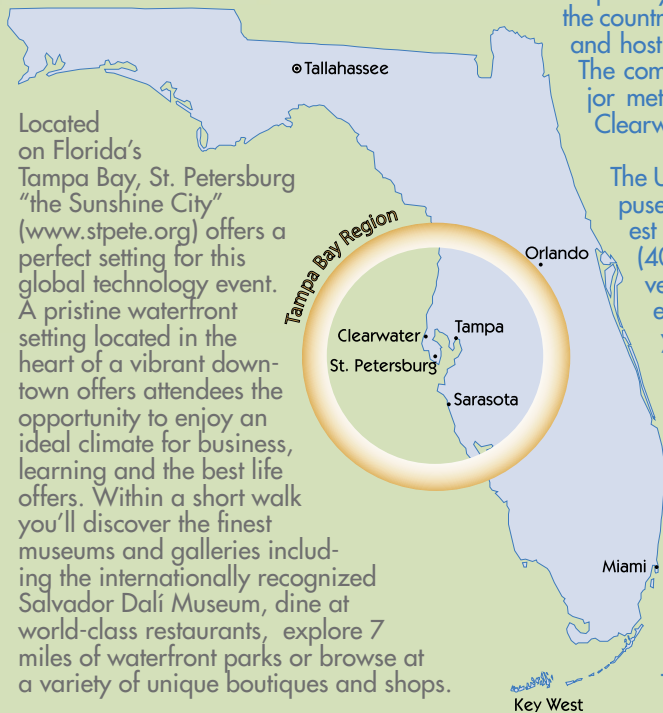 the countr
and host
The com
jor met
Clearw
Tallahassee
Located
on Florida's
Tampa Bay, St. Petersburg
“the Sunshine City”
(www.stpete.org) offers a
perfect setting for this
global technology event.
A pristine waterfront
setting located in the
heart of a vibrant down-
town offers attendees the
opportunity to enjoy an
ideal climate for business,
learning and the best life
offers. Within a short walk
you'll discover the finest
museums and galleries includ-
ing the internationally recognized
Salvador Dalí Museum, dine at
world-class restaurants, explore 7
miles of waterfront parks or browse at
a variety of unique boutiques and shops.
The U
puse
est
(40
ve
e
Tampa Bay Region
Orlando
Clearwater
Tampa
St. Petersburg
Sarasota
Miami
Key West